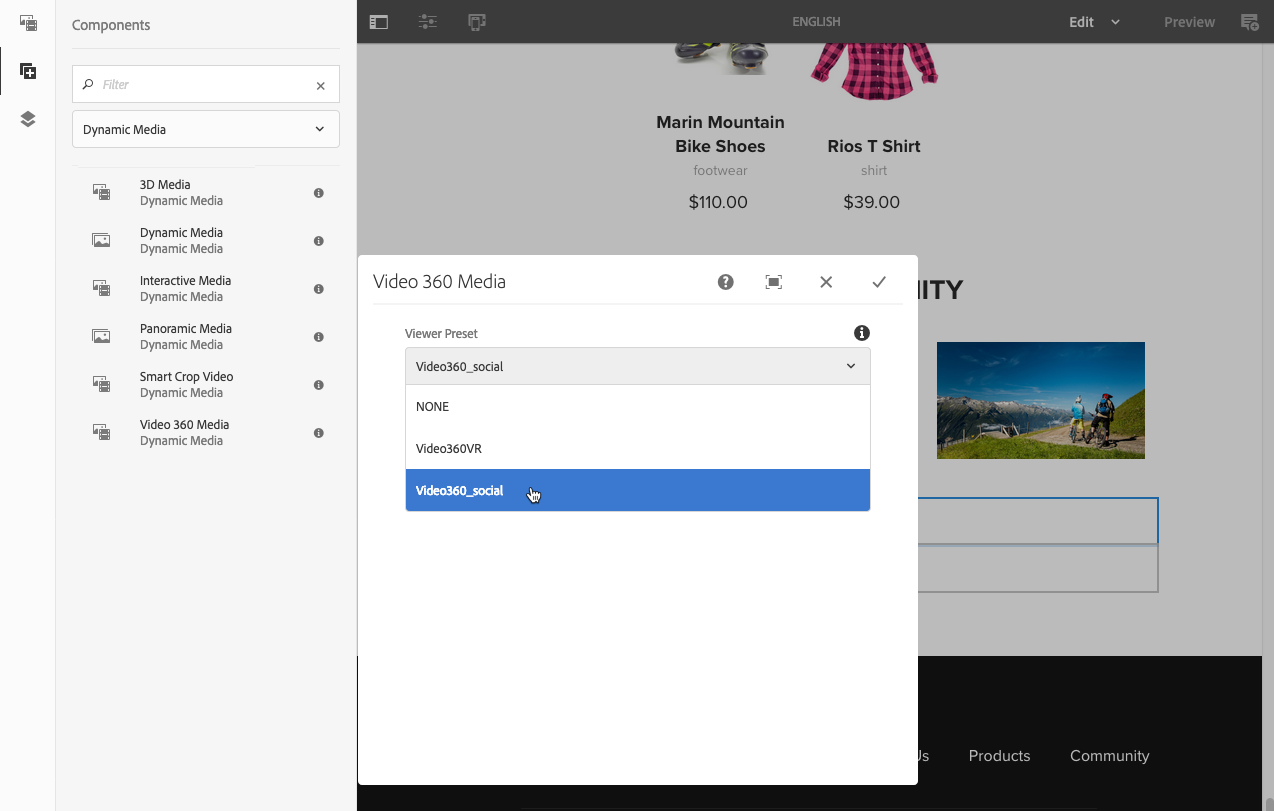 Components
Filter
Dynamic Media
3D Media
Dynamic Media
Dynamic Media
Dynamic Media
Interactive Media
Dynamic Media
Panoramic Media
Dynamic Media
Smart Crop Video
Dynamic Media
Video 360 Media
Dynamic Media
ENGLISH
Edit
Preview
Marin Mountain
Bike Shoes
footwear
$110.00
Rios T Shirt
shirt
$39.00
Video 360 Media
Viewer Preset
Video360_social
NONE
Video360VR
Video360_social
ITY
Us
Products
Community